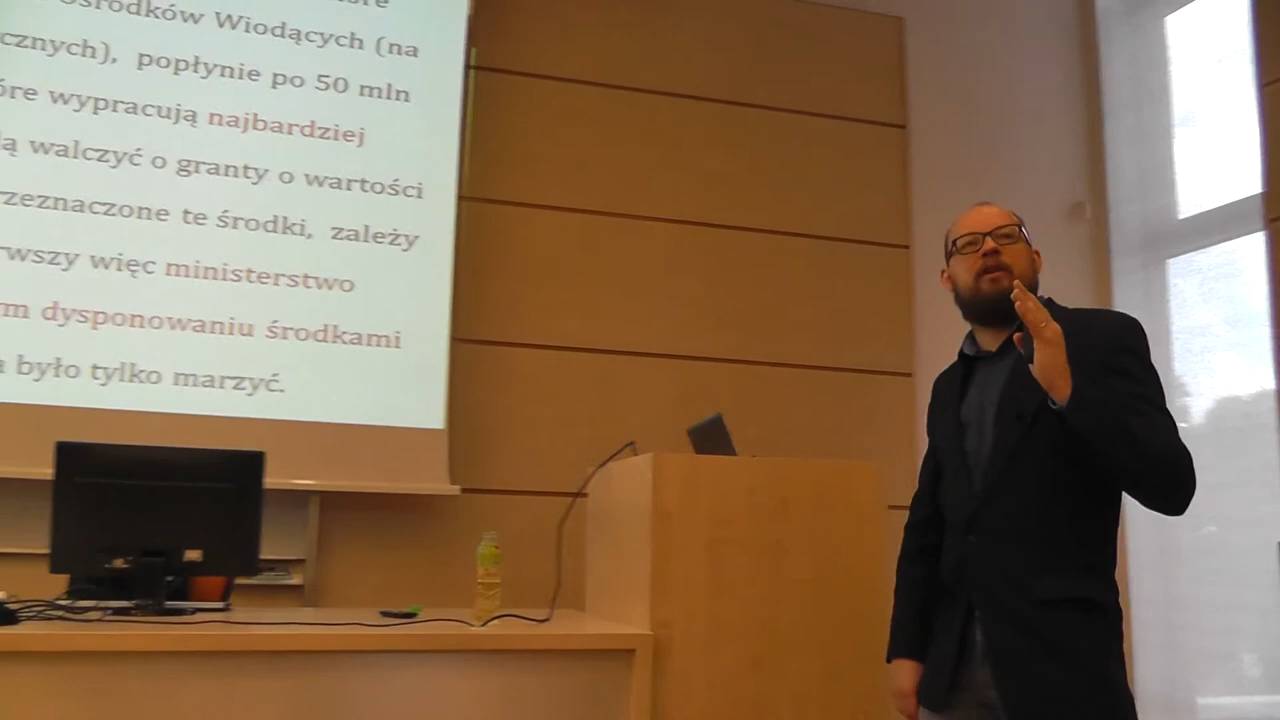 Ośrodków Wiodących (na
cznych), popłynie po 50 mln
óre wypracują najbardziej
ą walczyć o granty o wartości
zeznaczone te środki, zależy
rwszy więc ministerstwo
m dysponowaniu środkami
było tylko marzyć.